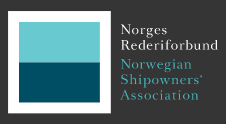 Norges
Rederiforbund
Norwegian
Shipowners'
Association